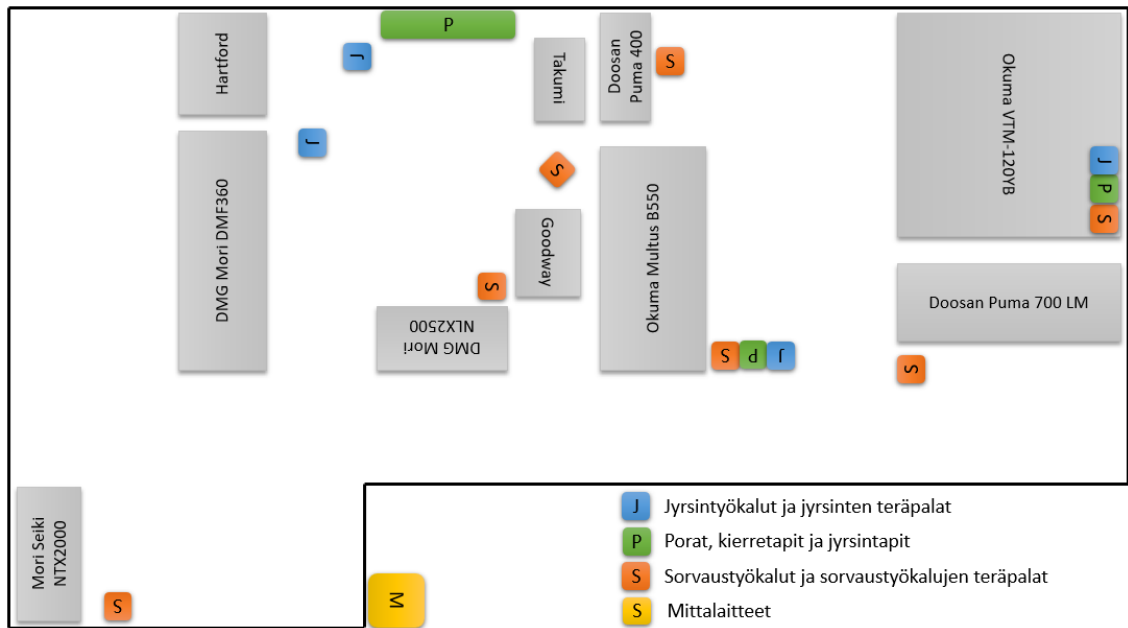 Hartford
J
P
Takumi
Doosan
Puma 400
S
Okuma VTM-120YB
J
P
S
J
DMG Mori DMF360
S
Goodway
S
DMG Mori
NLX2500
Okuma Multus B550
S
P
J
Doosan Puma 700 LM
S
Mori Seiki
NTX2000
S
M
J Jyrsintyökalut ja jyrsinten teräpalat
P Porat, kierretapit ja jyrsintapit
S Sorvaustyökalut ja sorvaustyökalujen teräpalat
S Mittalaitteet